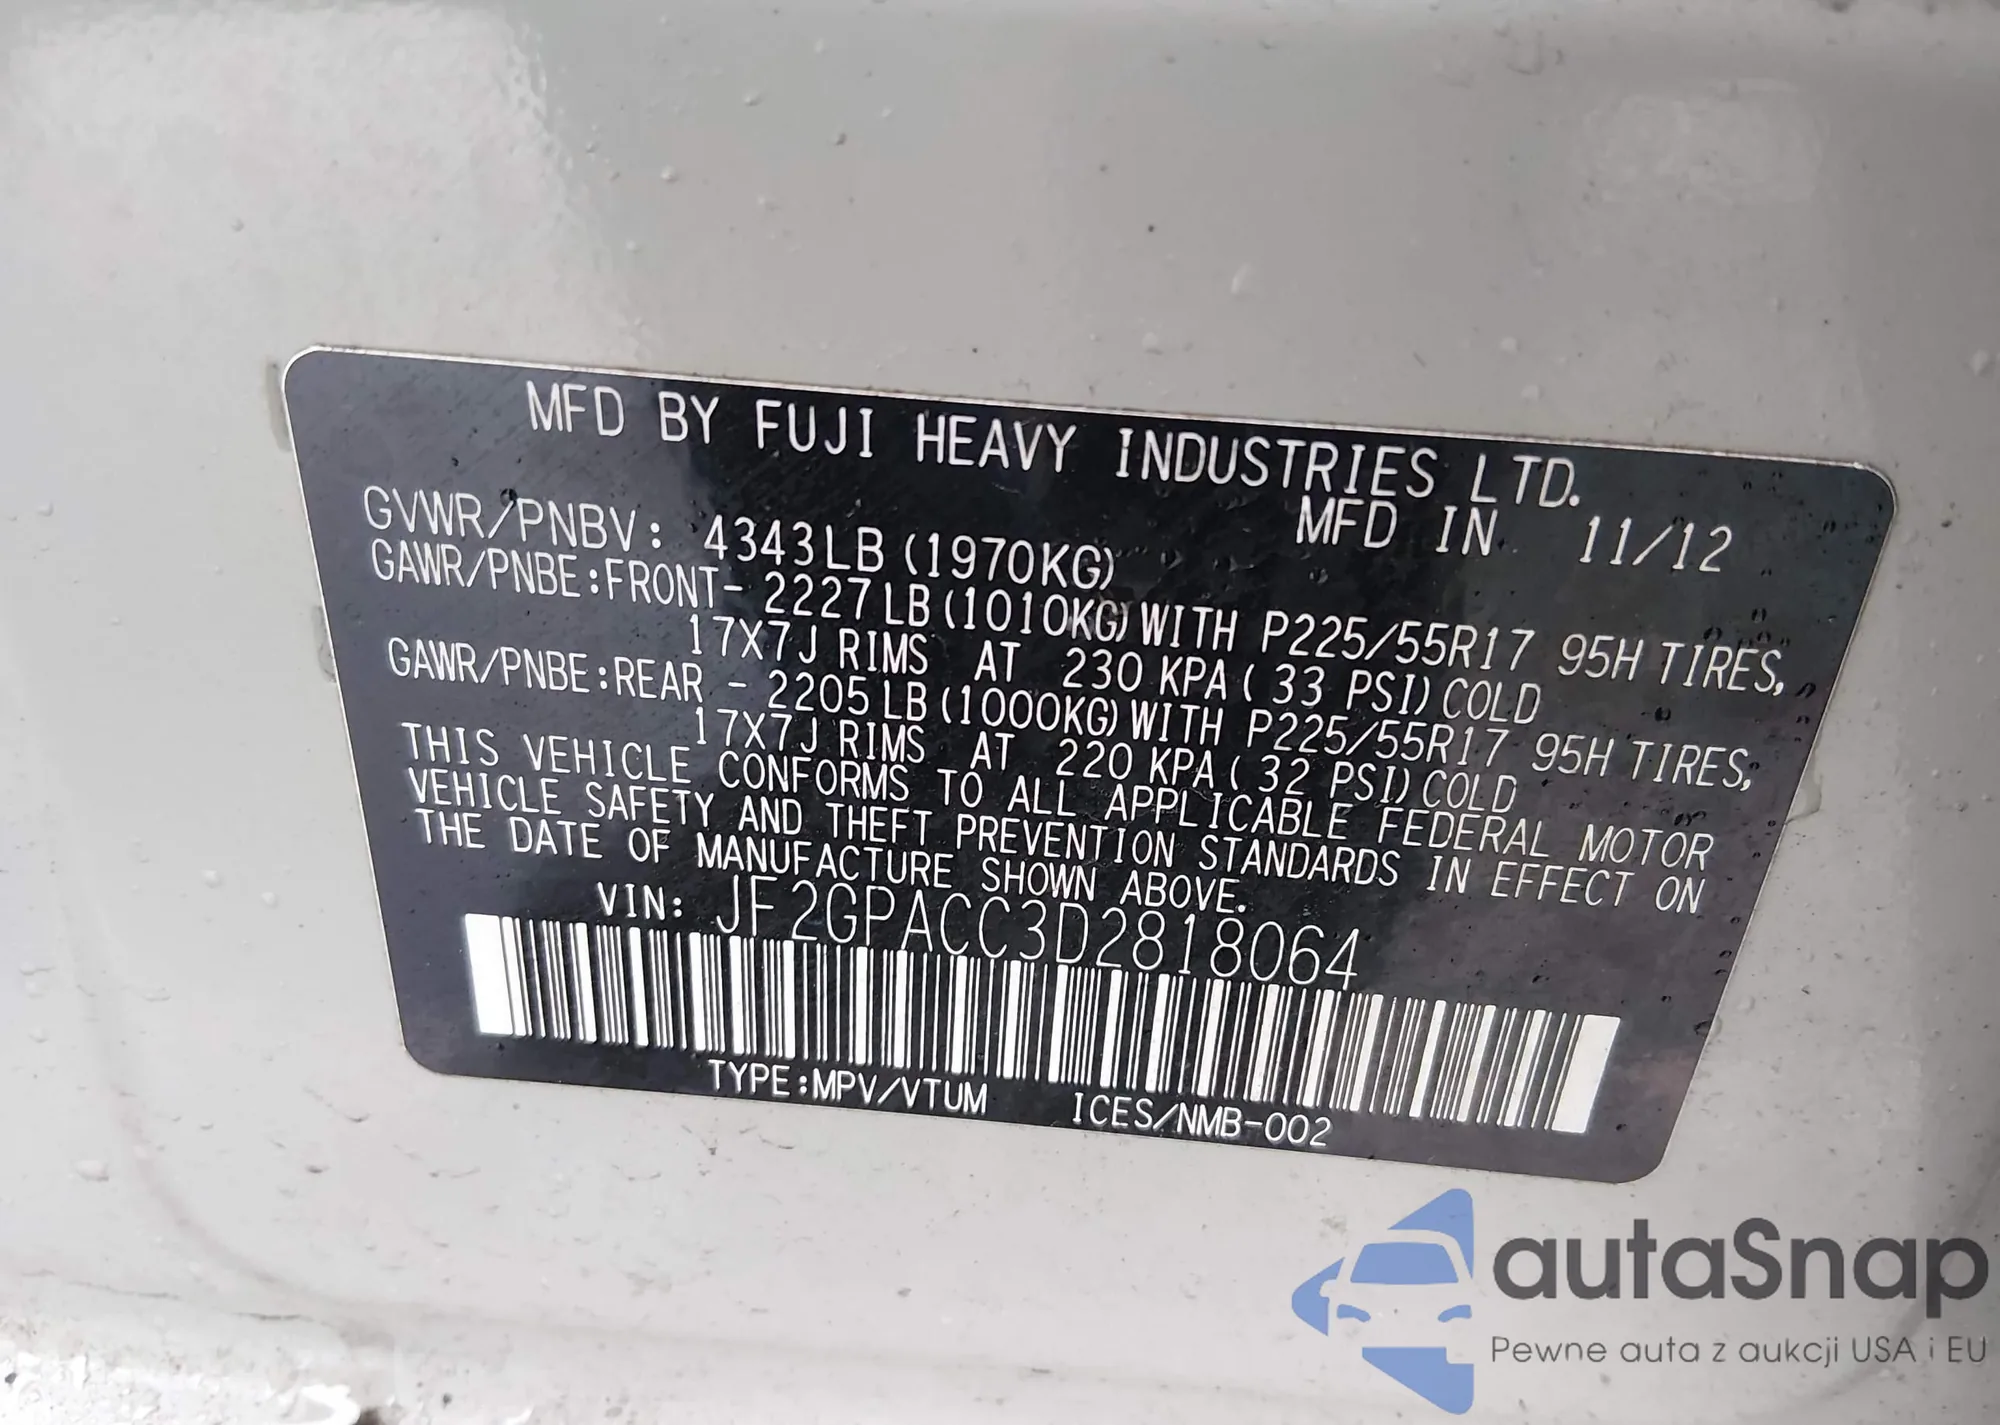 MFD BY FUJI HEAVY INDUSTRIES LTD.
MFD IN 11/12
GVWR/PNBV: 4343LB (1970KG)
GAWR/PNBE:FRONT- 2227LB (1010KG) WITH P225/55R17 95H TIRES,
17X7J RIMS AT 230 KPA ( 33 PSI) COLD
GAWR/PNBE:REAR - 2205LB (1000KG) WITH P225/55R17 95H TIRES,
17X7J RIMS AT 220 KPA ( 32 PSI) COLD
THIS VEHICLE CONFORMS TO ALL APPLICABLE FEDERAL MOTOR
VEHICLE SAFETY AND THEFT PREVENTION STANDARDS IN EFFECT ON
THE DATE OF MANUFACTURE SHOWN ABOVE.
VIN: JF2GPACC3D2818064
TYPE:MPV/VTUM ICES/NMB-002
autaSnap
Pewne auta z aukcji USA i EU